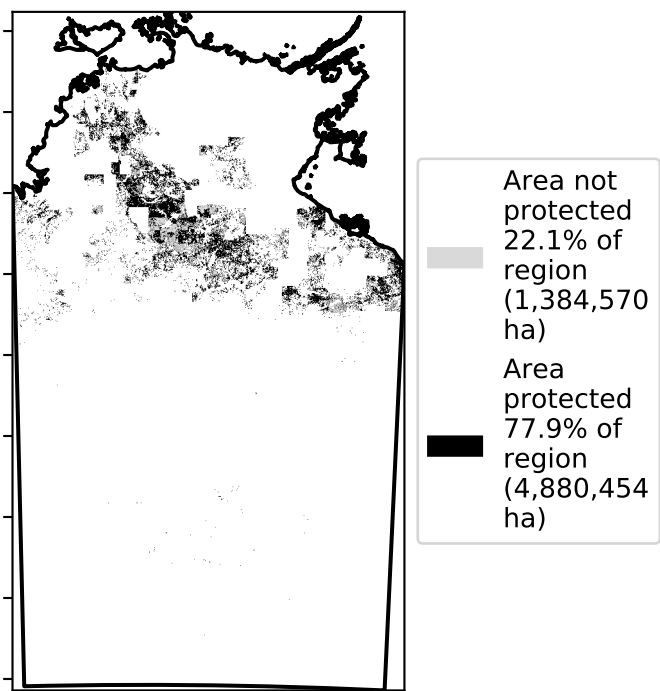 Area not
protected
22.1% of
region
(1,384,570
ha)
Area
protected
77.9% of
region
(4,880,454
ha)